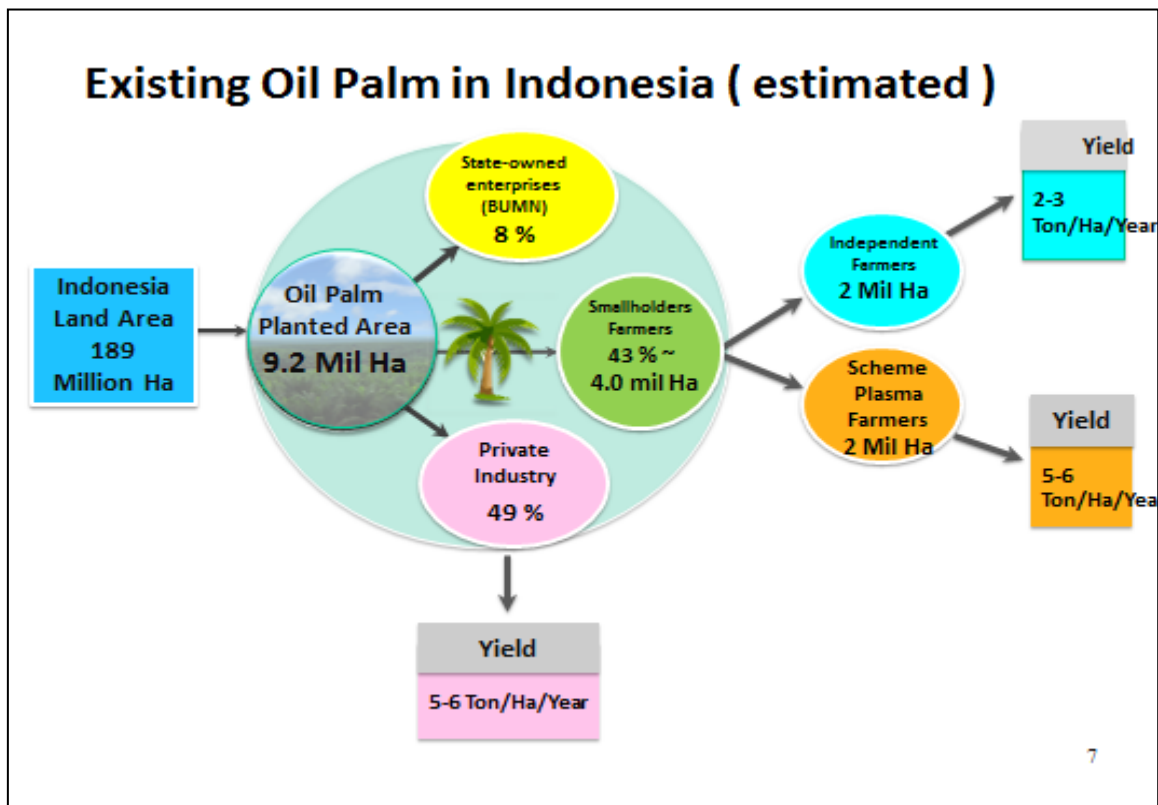 Existing Oil Palm in Indonesia ( estimated )
State-owned
enterprises
(BUMN)
8 %
Indonesia
Land Area
189
Million Ha
Oil Palm
Planted Area
9.2 Mil Ha
Smallholders
Farmers
43 % ~
4.0 mil Ha
Private
Industry
49 %
Yield
5-6 Ton/Ha/Year
Independent
Farmers
2 Mil Ha
Yield
2-3
Ton/Ha/Year
Scheme
Plasma
Farmers
2 Mil Ha
Yield
5-6
Ton/Ha/Yea
7